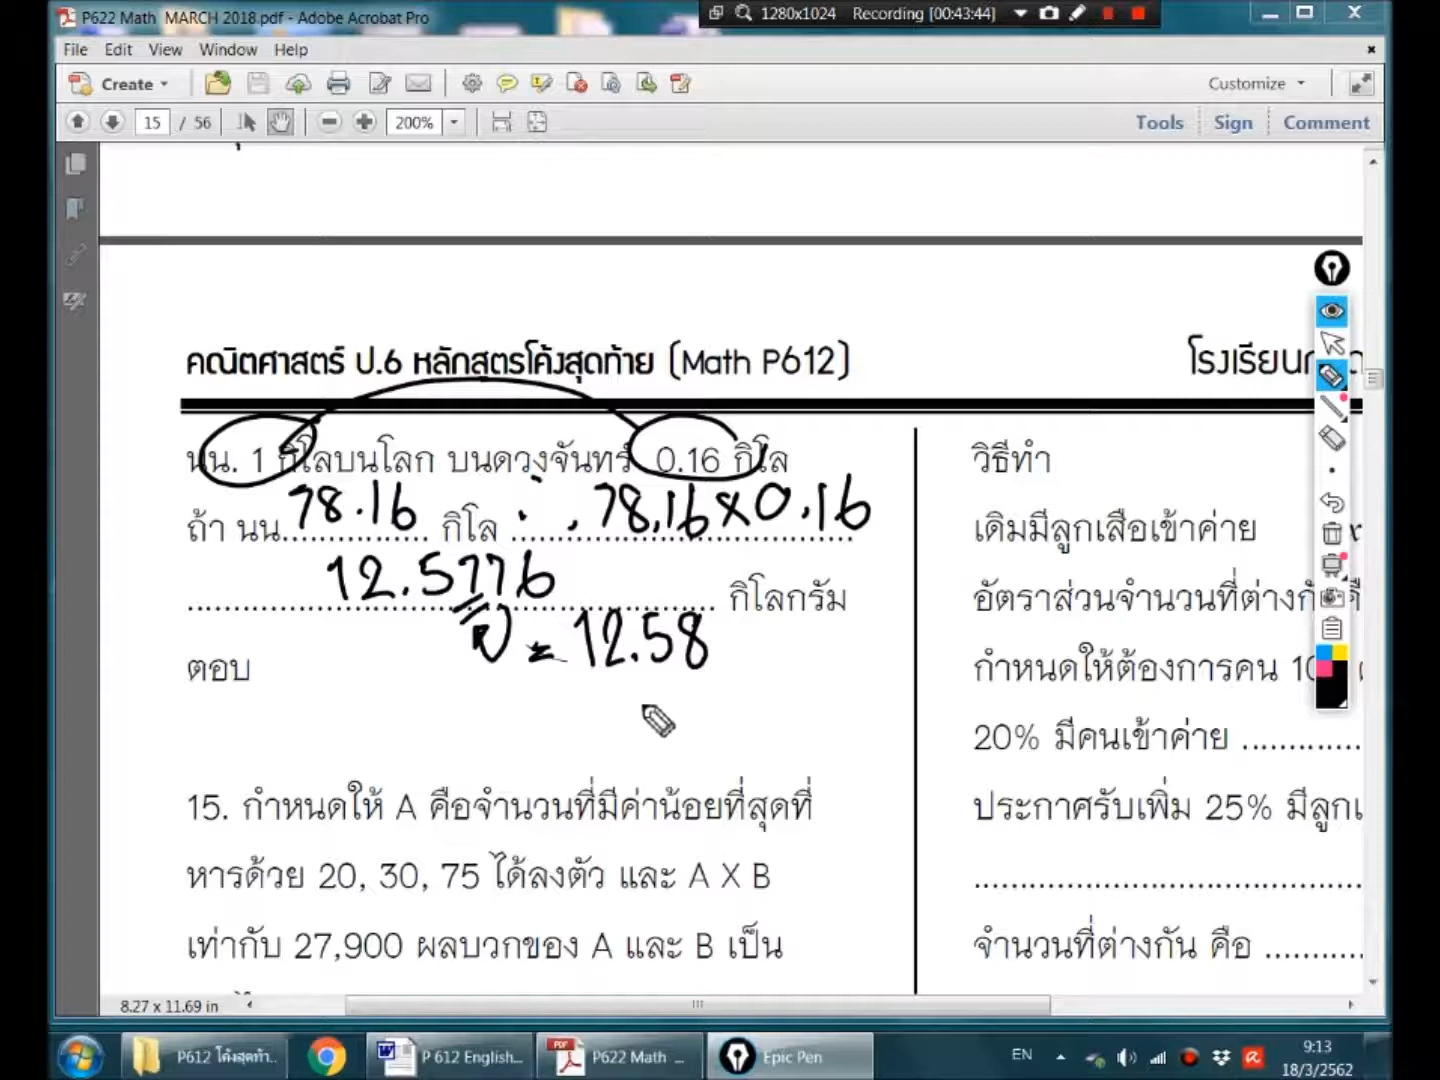 P622 Math MARCH 2018.pdf - Adobe Acrobat Pro
1280x1024 Recording [00:43:44]
File Edit View Window Help
Create
Customize
15 / 56
200%
Tools Sign Comment
คณิตศาสตร์ ป.6 หลักสูตรโค้งสุดท้าย (Math P612)
โรงเรียน
นน. 1 กิโลบนโลก บนดวงจันทร์ 0.16 กิโล
ถ้า นน. 78.16 กิโล ∴ 78.16x0.16
12.5776 กิโลกรัม
= 12.58
ตอบ
15. กำหนดให้ A คือจำนวนที่มีค่าน้อยที่สุดที่
หารด้วย 20, 30, 75 ได้ลงตัว และ A X B
เท่ากับ 27,900 ผลบวกของ A และ B เป็น
วิธีทำ
เดิมมีลูกเสือเข้าค่าย
อัตราส่วนจำนวนที่ต่างกัน
กำหนดให้ต้องการคน 10
20% มีคนเข้าค่าย ............
ประกาศรับเพิ่ม 25% มีลูกเ
..........................................
จำนวนที่ต่างกัน คือ ...........
8.27 x 11.69 in
P612 โค้งสุดท้า..
P 612 English...
P622 Math ...
Epic Pen
EN
9:13
18/3/2562